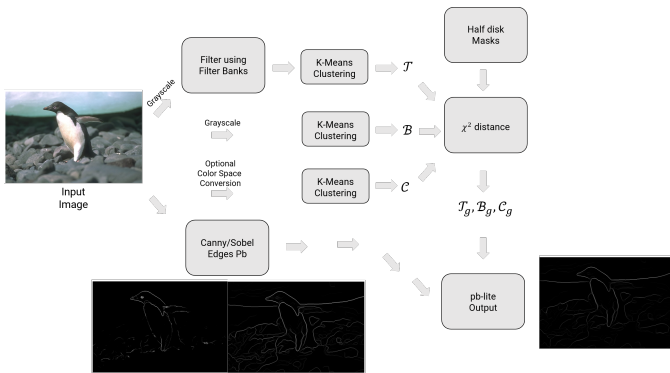 Half disk
Masks
Filter using
Filter Banks
K-Means
Clustering
𝒯
Grayscale
Grayscale
K-Means
Clustering
ℬ
χ² distance
Optional
Color Space
Conversion
K-Means
Clustering
𝒞
Input
Image
𝒯g, ℬg, 𝒞g
Canny/Sobel
Edges Pb
pb-lite
Output